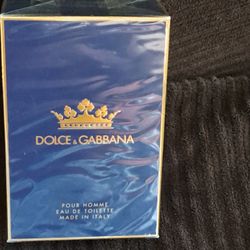 DOLCE & GABBANA
POUR HOMME
EAU DE TOILETTE
MADE IN ITALY